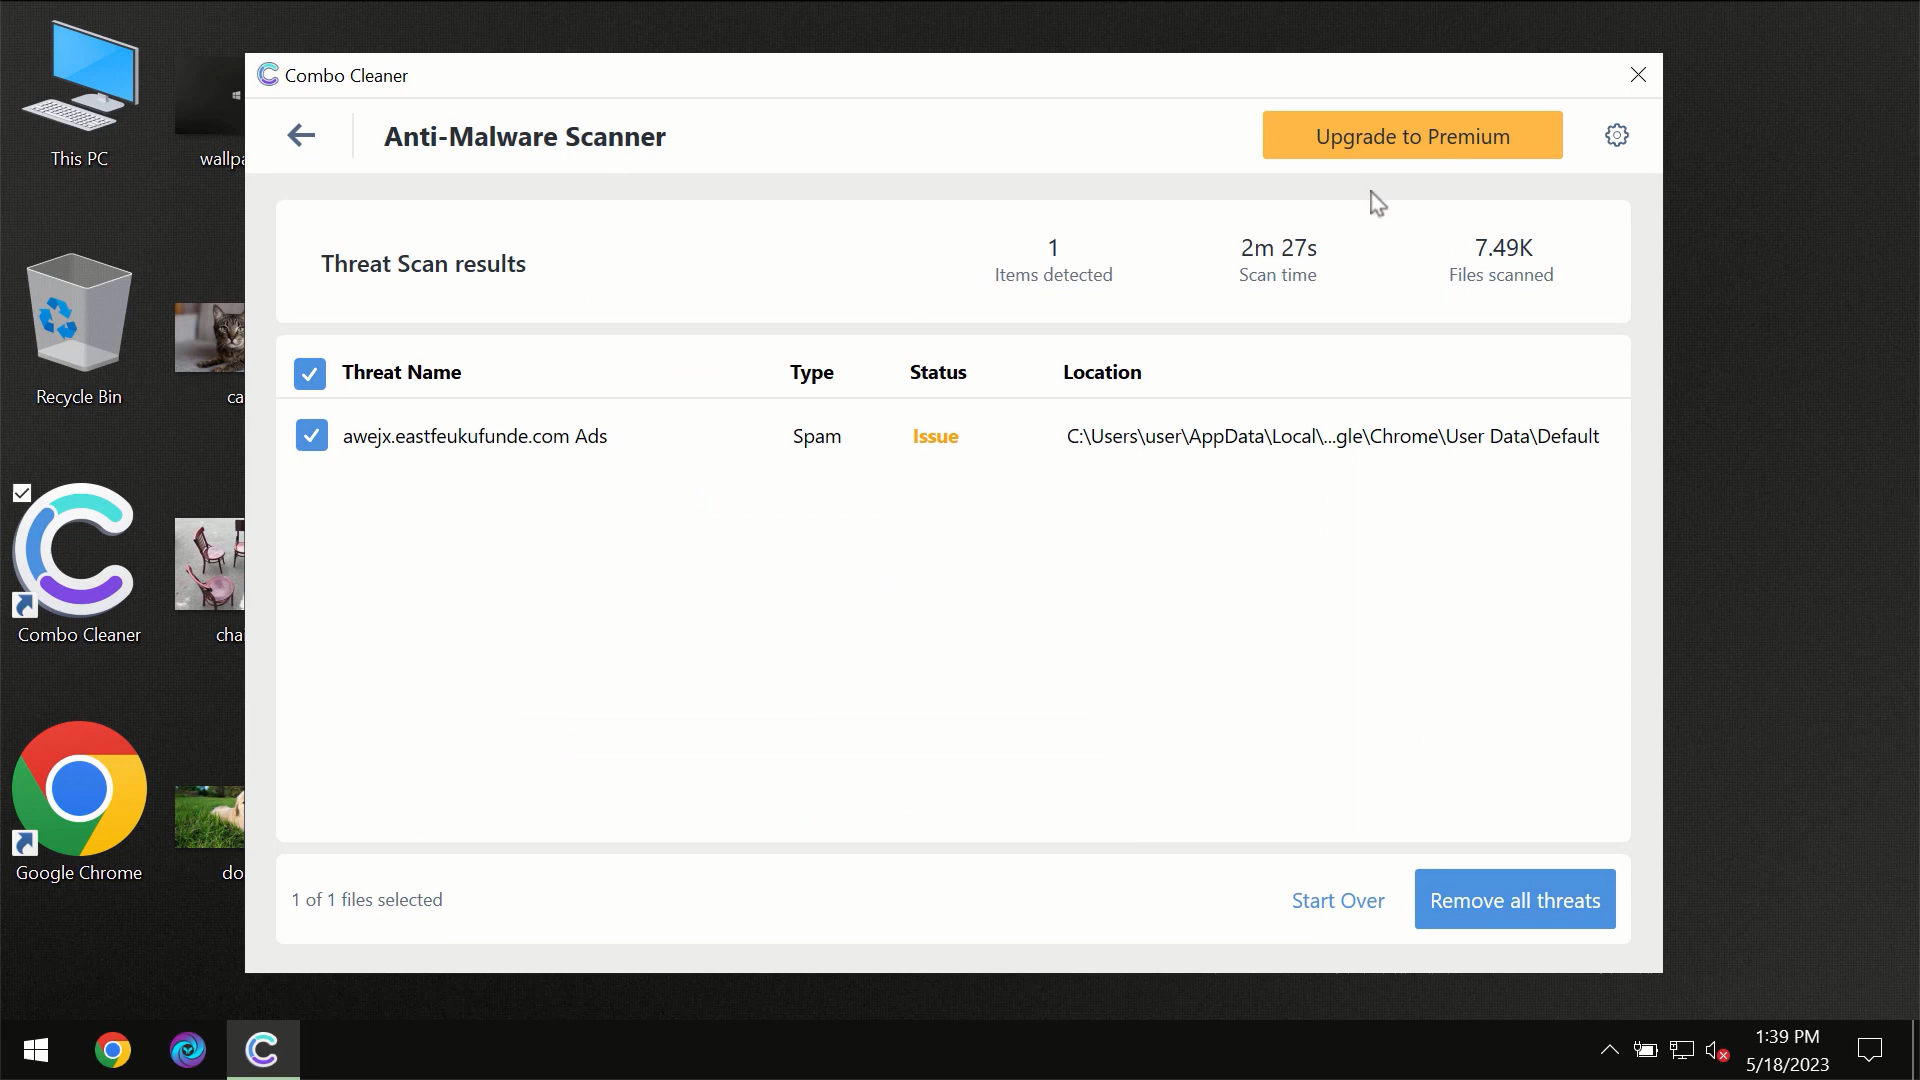 Combo Cleaner
Anti-Malware Scanner
Upgrade to Premium
Threat Scan results
1
Items detected
2m 27s
Scan time
7.49K
Files scanned
Threat Name Type Status Location
awejx.eastfeukufunde.com Ads Spam Issue C:\Users\user\AppData\Local\...gle\Chrome\User Data\Default
1 of 1 files selected
Start Over
Remove all threats
This PC
wallpa
Recycle Bin
ca
Combo Cleaner
chai
Google Chrome
do
1:39 PM
5/18/2023